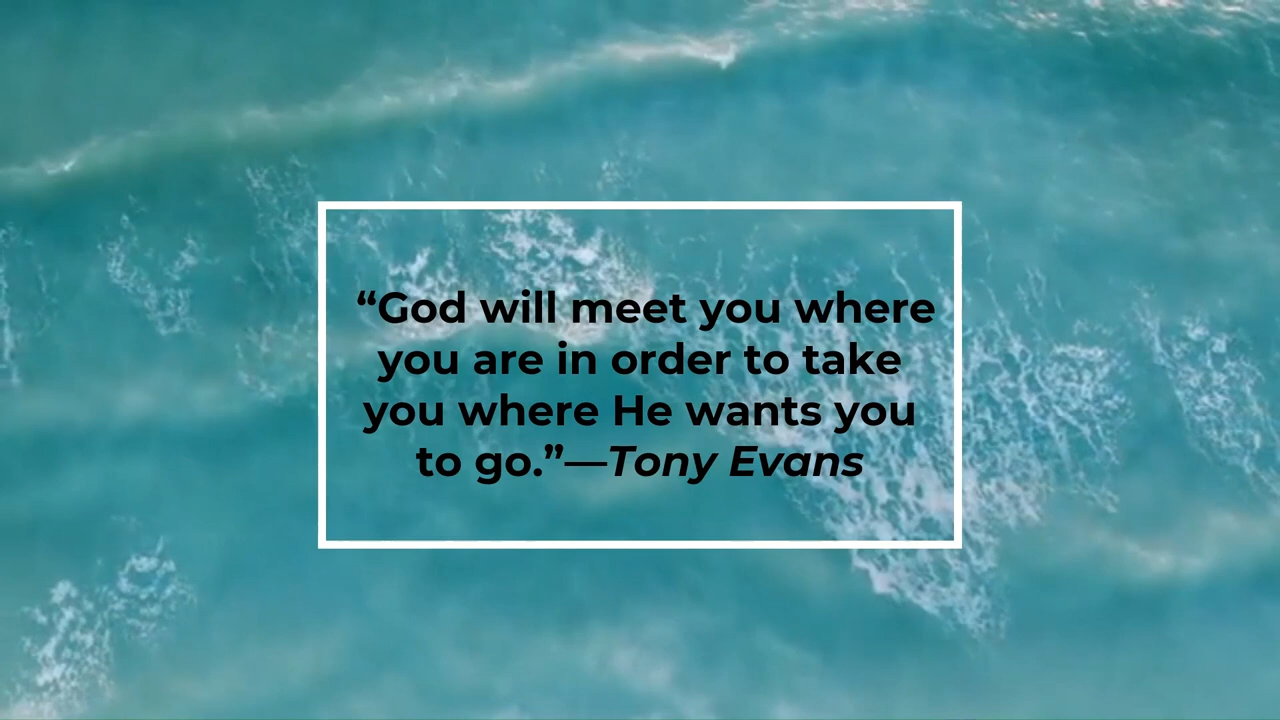 “God will meet you where
you are in order to take
you where He wants you
to go.”—Tony Evans